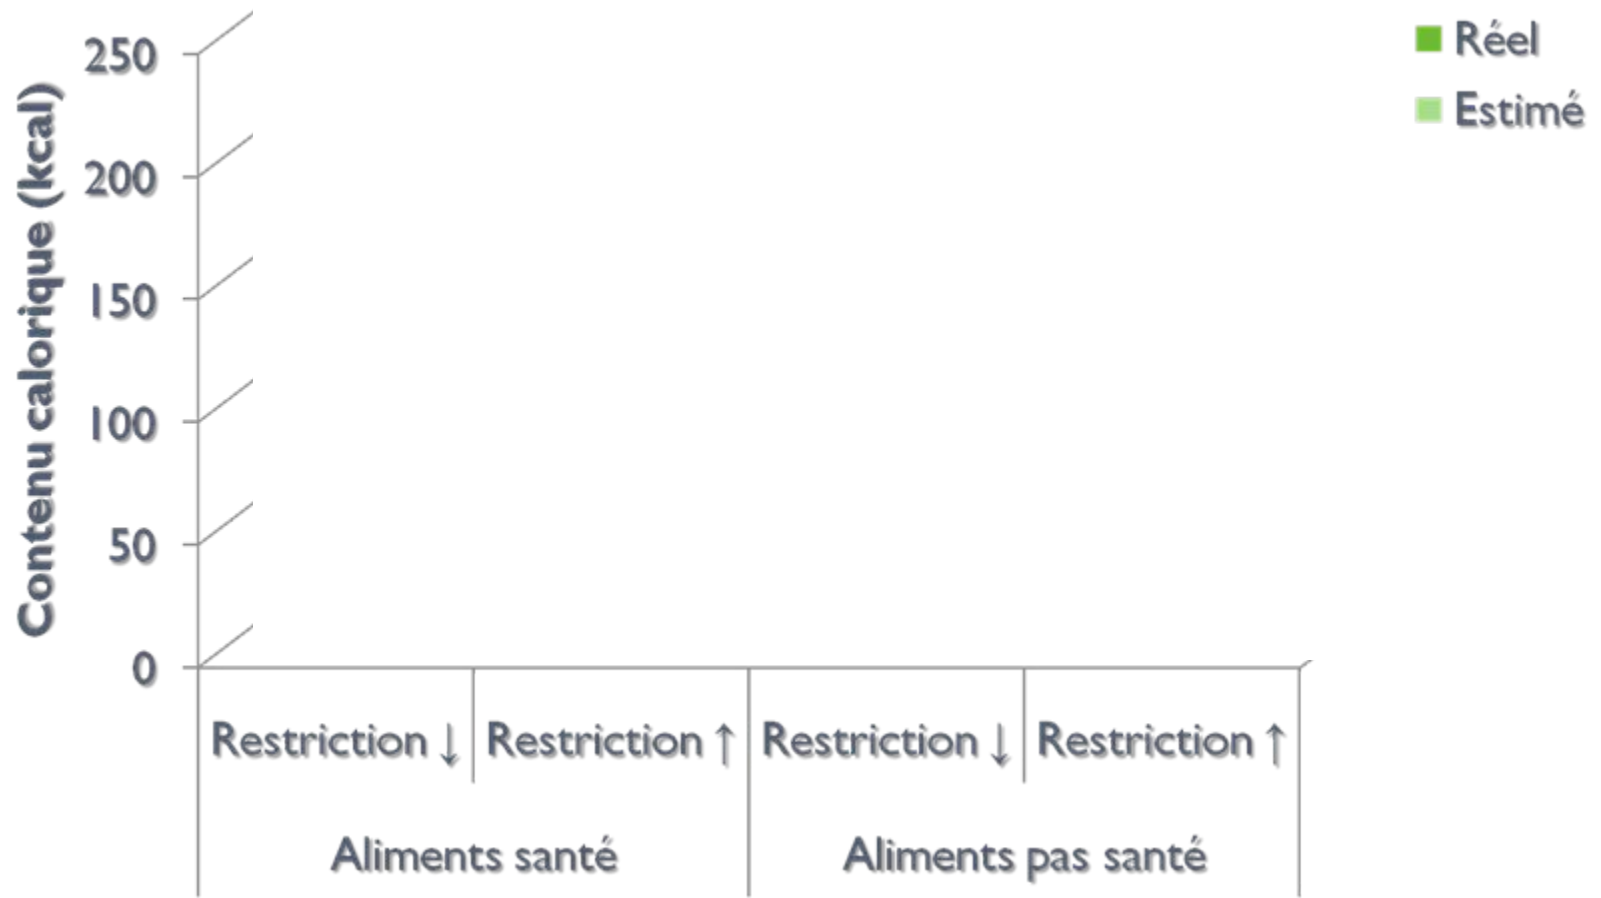 Contenu calorique (kcal)
250
200
150
100
50
0
Réel
Estimé
Restriction ↓ Restriction ↑ Restriction ↓ Restriction ↑
Aliments santé Aliments pas santé